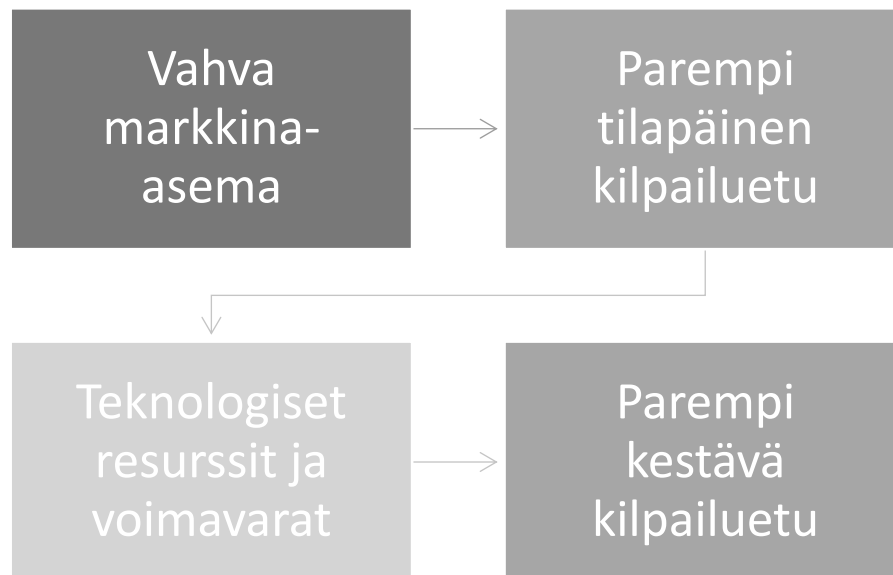 Vahva
markkina-
asema
Parempi
tilapäinen
kilpailuetu
Teknologiset
resurssit ja
voimavarat
Parempi
kestävä
kilpailuetu